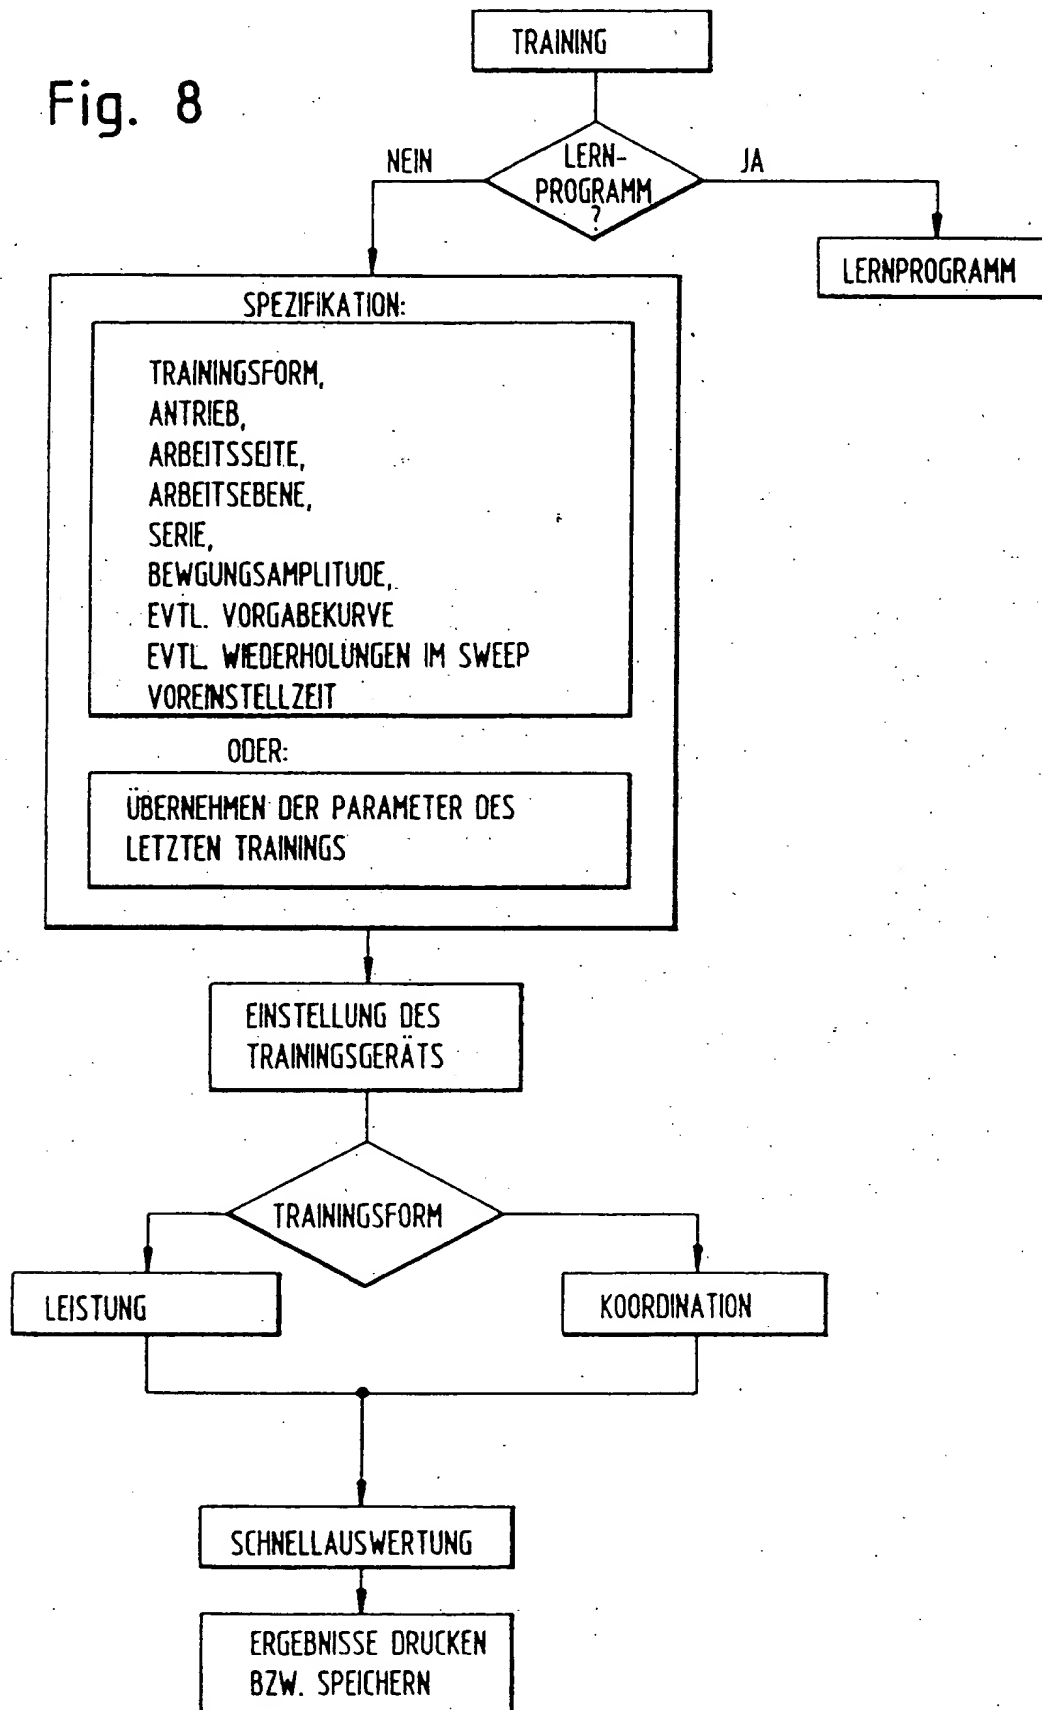 Fig. 8
TRAINING
LERN-
PROGRAMM
?
NEIN
JA
LERNPROGRAMM
SPEZIFIKATION:
TRAININGSFORM,
ANTRIEB,
ARBEITSSEITE,
ARBEITSEBENE,
SERIE,
BEWGUNGSAMPLITUDE,
EVTL. VORGABEKURVE
EVTL. WIEDERHOLUNGEN IM SWEEP
VOREINSTELLZEIT
ODER:
ÜBERNEHMEN DER PARAMETER DES
LETZTEN TRAININGS
EINSTELLUNG DES
TRAININGSGERÄTS
TRAININGSFORM
LEISTUNG
KOORDINATION
SCHNELLAUSWERTUNG
ERGEBNISSE DRUCKEN
BZW. SPEICHERN